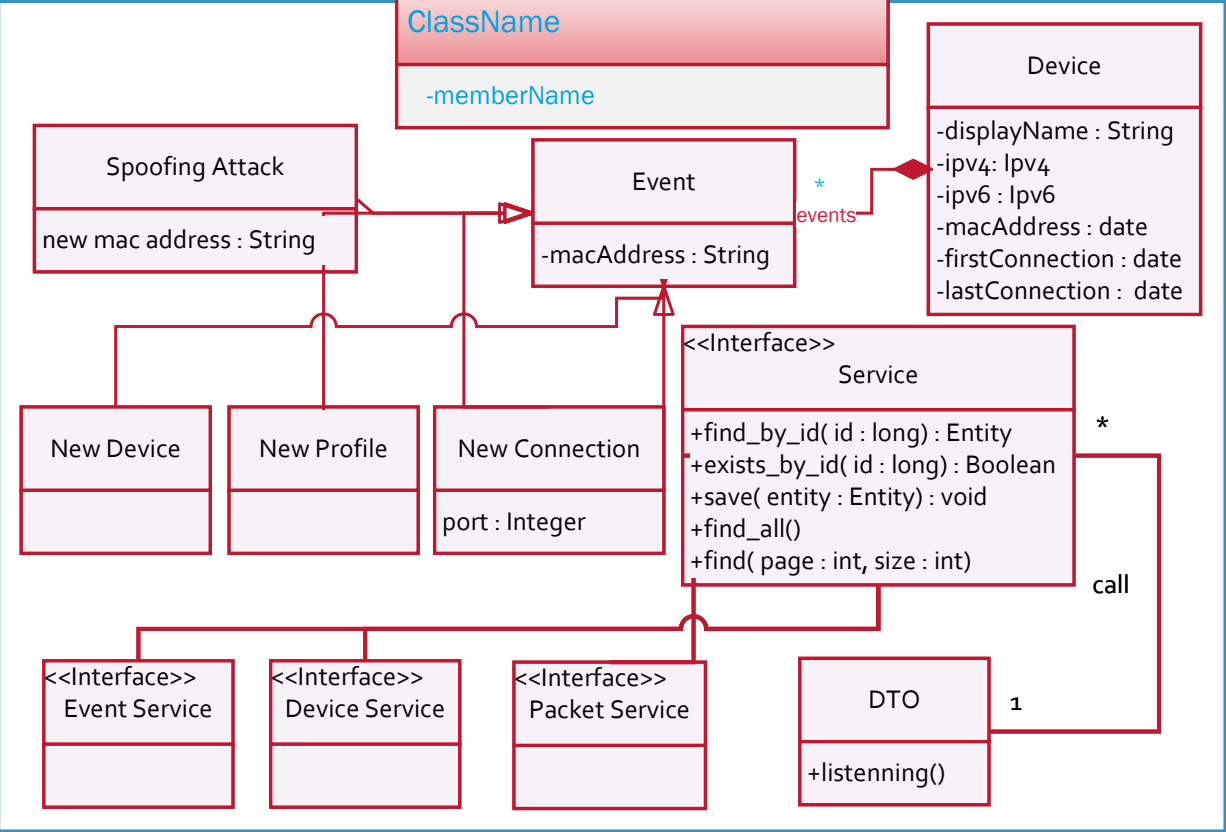 ClassName
-memberName
Device
-displayName : String
-ipv4: Ipv4
-ipv6 : Ipv6
-macAddress : date
-firstConnection : date
-lastConnection : date
Spoofing Attack
new mac address : String
Event
-macAddress : String
*
events
<<Interface>>
Service
+find_by_id( id : long) : Entity
+exists_by_id( id : long) : Boolean
+save( entity : Entity) : void
+find_all()
+find( page : int, size : int)
*
call
1
New Device
New Profile
New Connection
port : Integer
<<Interface>>
Event Service
<<Interface>>
Device Service
<<Interface>>
Packet Service
DTO
+listenning()